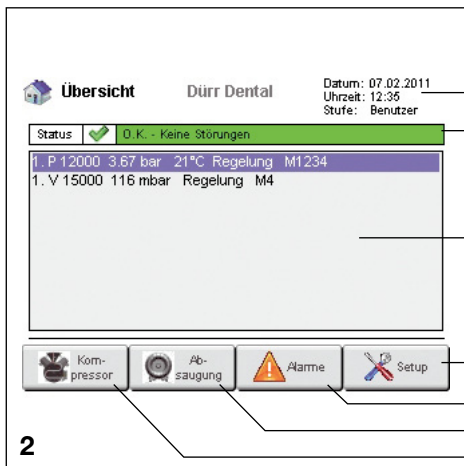 Übersicht
Dürr Dental
Datum: 07.02.2011
Uhrzeit: 12:35
Stufe: Benutzer
Status
O.K. - Keine Störungen
1. P 12000 3.67 bar 21°C Regelung M1234
1. V 15000 116 mbar Regelung M4
Kom-
pressor
Ab-
saugung
Alarme
Setup
2